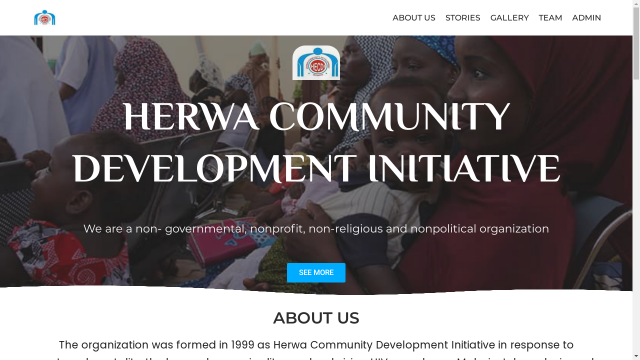 ABOUT US STORIES GALLERY TEAM ADMIN
HERWA COMMUNITY
DEVELOPMENT INITIATIVE
We are a non- governmental, nonprofit, non-religious and nonpolitical organization
SEE MORE
ABOUT US
The organization was formed in 1999 as Herwa Community Development Initiative in response to